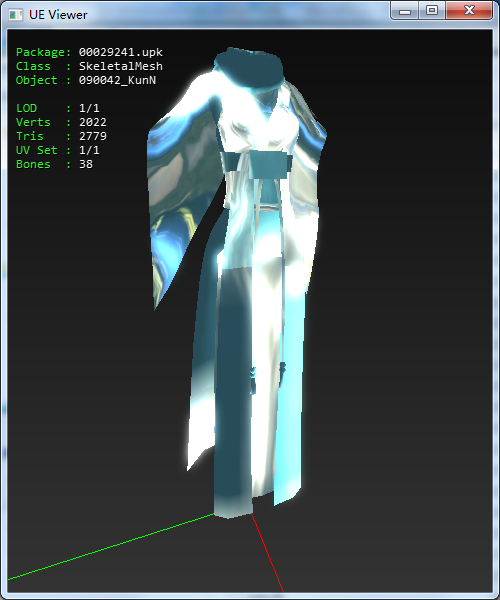 UE Viewer
Package: 00029241.upk
Class  : SkeletalMesh
Object : 090042_KunN
LOD    : 1/1
Verts  : 2022
Tris   : 2779
UV Set : 1/1
Bones  : 38